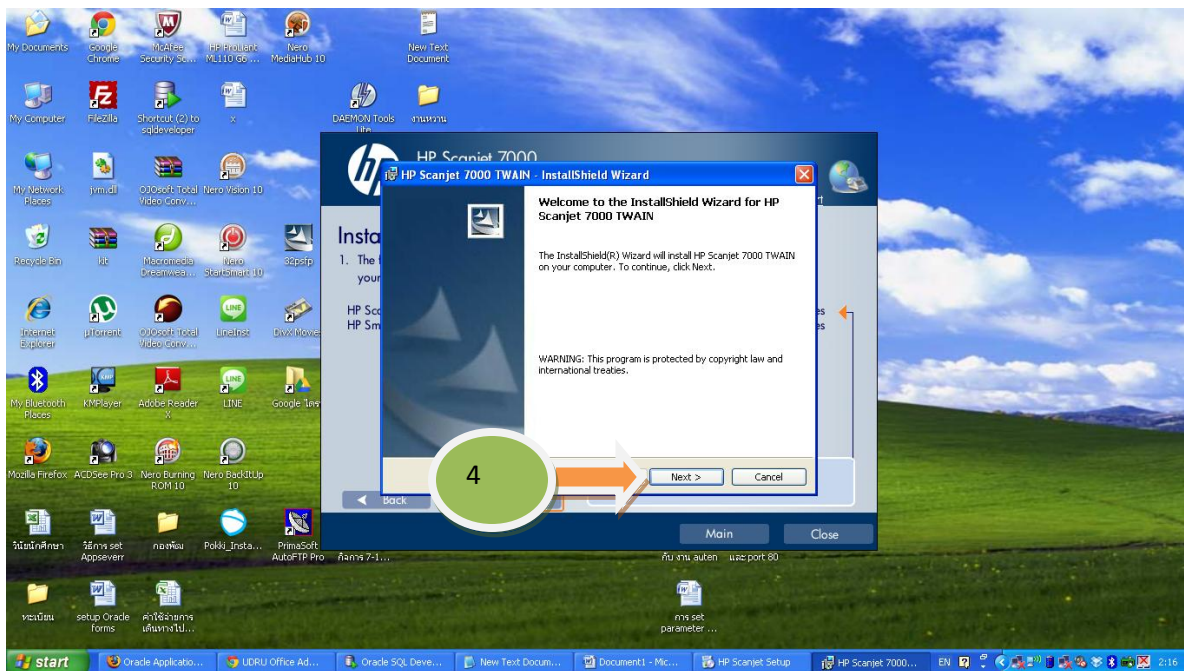 My Documents
Google Chrome
McAfee Security Sc...
HP ProLiant ML110 G6 ...
Nero MediaHub 10
New Text Document
My Computer
FileZilla
Shortcut (2) to sqldeveloper
x
DAEMON Tools Lite
งานหวาน
My Network Places
jvm.dll
OJOsoft Total Video Conv...
Nero Vision 10
Recycle Bin
kit
Macromedia Dreamwea...
Nero StartSmart 10
32psfp
Internet Explorer
µTorrent
OJOsoft Total Video Conv...
LineInst
DivX Movie
My Bluetooth Places
KMPlayer
Adobe Reader X
LINE
Mozilla Firefox
ACDSee Pro 3
Nero Burning ROM 10
Nero BackItUp 10
วินัยนักศึกษา
วิธีการ set Appseverr
กองพัฒ
Pokki_Insta...
PrimaSoft AutoFTP Pro
กิจการ 7-1...
กับ งาน auten และ port 80
ทะเบียน
setup Oracle forms
ค่าใช้จ่ายการเดินทางไป...
การ set parameter ...
HP Scanjet 7000
Insta
1. The f
your
HP Sca
HP Sm
es
es
HP Scanjet 7000 TWAIN - InstallShield Wizard
Welcome to the InstallShield Wizard for HP
Scanjet 7000 TWAIN
The InstallShield(R) Wizard will install HP Scanjet 7000 TWAIN
on your computer. To continue, click Next.
WARNING: This program is protected by copyright law and
international treaties.
4
Next >
Cancel
Back
Main
Close
start
Oracle Applicatio...
UDRU Office Ad...
Oracle SQL Deve...
New Text Docum...
Document1 - Mic...
HP Scanjet Setup
HP Scanjet 7000...
EN
2:16